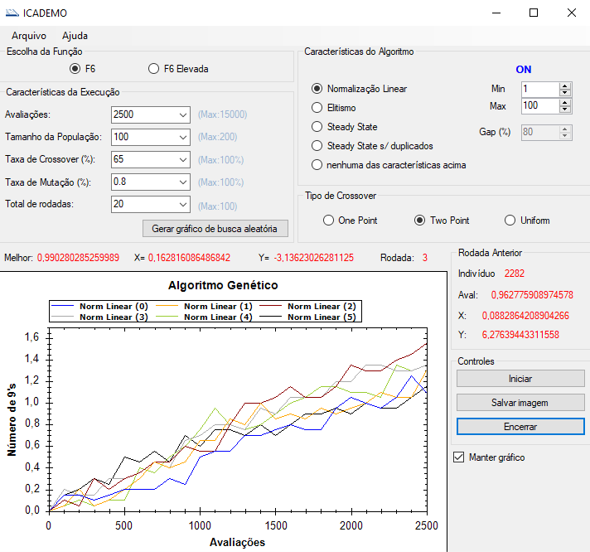 ICADEMO
Arquivo Ajuda
Escolha da Função
F6 F6 Elevada
Características da Execução
Avaliações: 2500 (Max:15000)
Tamanho da População: 100 (Max:200)
Taxa de Crossover (%): 65 (Max:100%)
Taxa de Mutação (%): 0.8 (Max:100%)
Total de rodadas: 20 (Max:100)
Gerar gráfico de busca aleatória
Características do Algoritmo
ON
Normalização Linear Min 1
Elitismo Max 100
Steady State Gap (%) 80
Steady State s/ duplicados
nenhuma das características acima
Tipo de Crossover
One Point Two Point Uniform
Melhor: 0,990280285259989 X= 0,162816086486842 Y= -3,13623026281125 Rodada: 3
Rodada Anterior
Indivíduo 2282
Aval: 0,962775908974578
X: 0,0882864208904266
Y: 6,27639443311558
Controles
Iniciar
Salvar imagem
Encerrar
Manter gráfico
Algoritmo Genético
Norm Linear (0) Norm Linear (1) Norm Linear (2)
Norm Linear (3) Norm Linear (4) Norm Linear (5)
Número de 9's
1,6
1,4
1,2
1,0
0,8
0,6
0,4
0,2
0,0
0 500 1000 1500 2000 2500
Avaliações